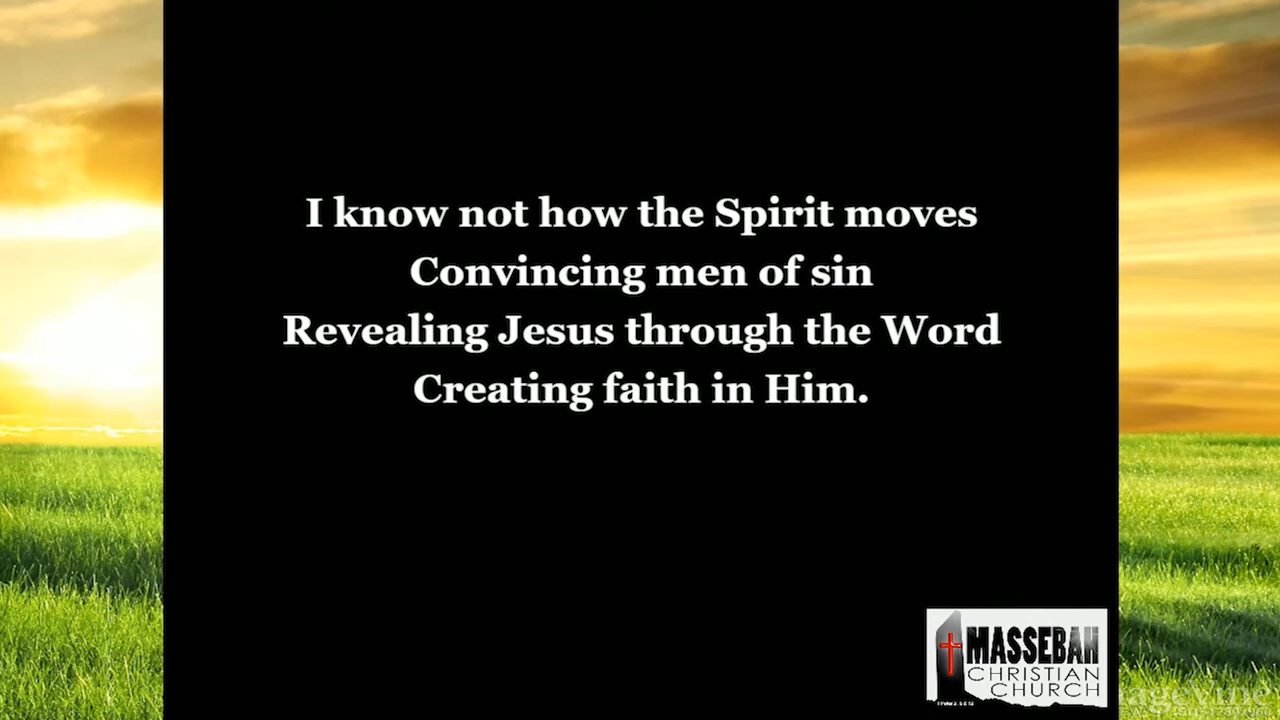 I know not how the Spirit moves
Convincing men of sin
Revealing Jesus through the Word
Creating faith in Him.
MASSEBAH
CHRISTIAN
CHURCH